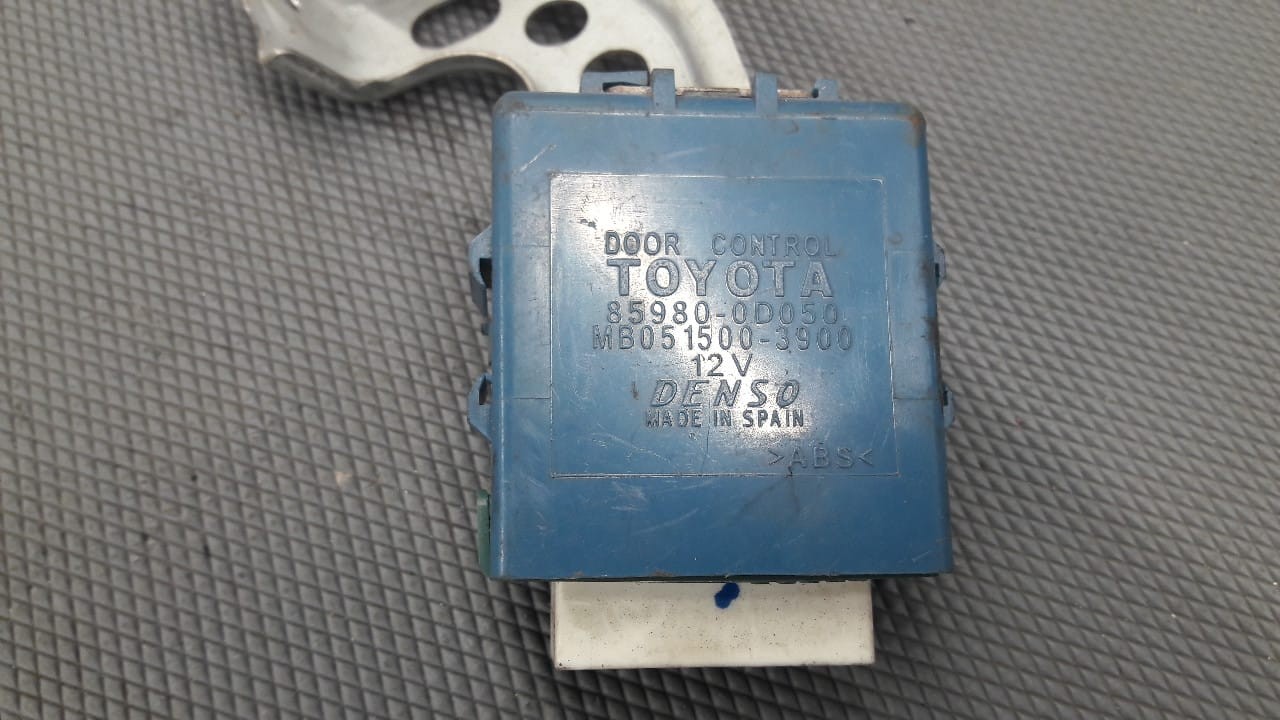 DOOR CONTROL
TOYOTA
85980-0D050
MB051500-3900
12V
DENSO
MADE IN SPAIN
>ABS<